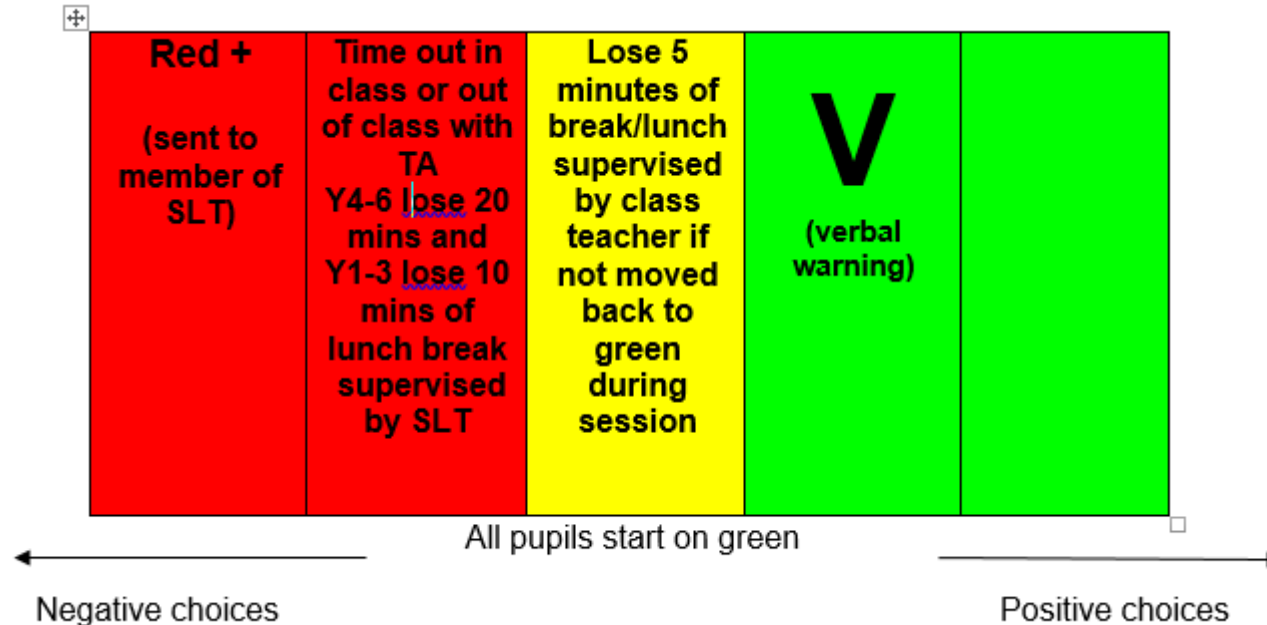 Red +
(sent to
member of
SLT)
Time out in
class or out
of class with
TA
Y4-6 lose 20
mins and
Y1-3 lose 10
mins of
lunch break
supervised
by SLT
Lose 5
minutes of
break/lunch
supervised
by class
teacher if
not moved
back to
green
during
session
V
(verbal
warning)
All pupils start on green
Negative choices
Positive choices